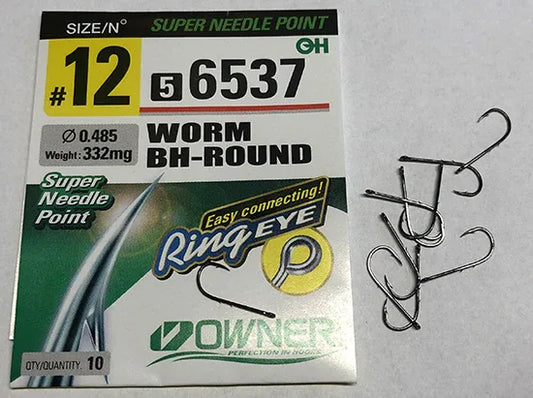 SIZE/N° SUPER NEEDLE POINT
OH
#12 5 6537
Ø 0.485
Weight: 332mg
WORM
BH-ROUND
Super
Needle
Point
Easy connecting!
Ring EYE
OWNER
PERFECTION IN HOOKS
QTY/QUANTITY. 10